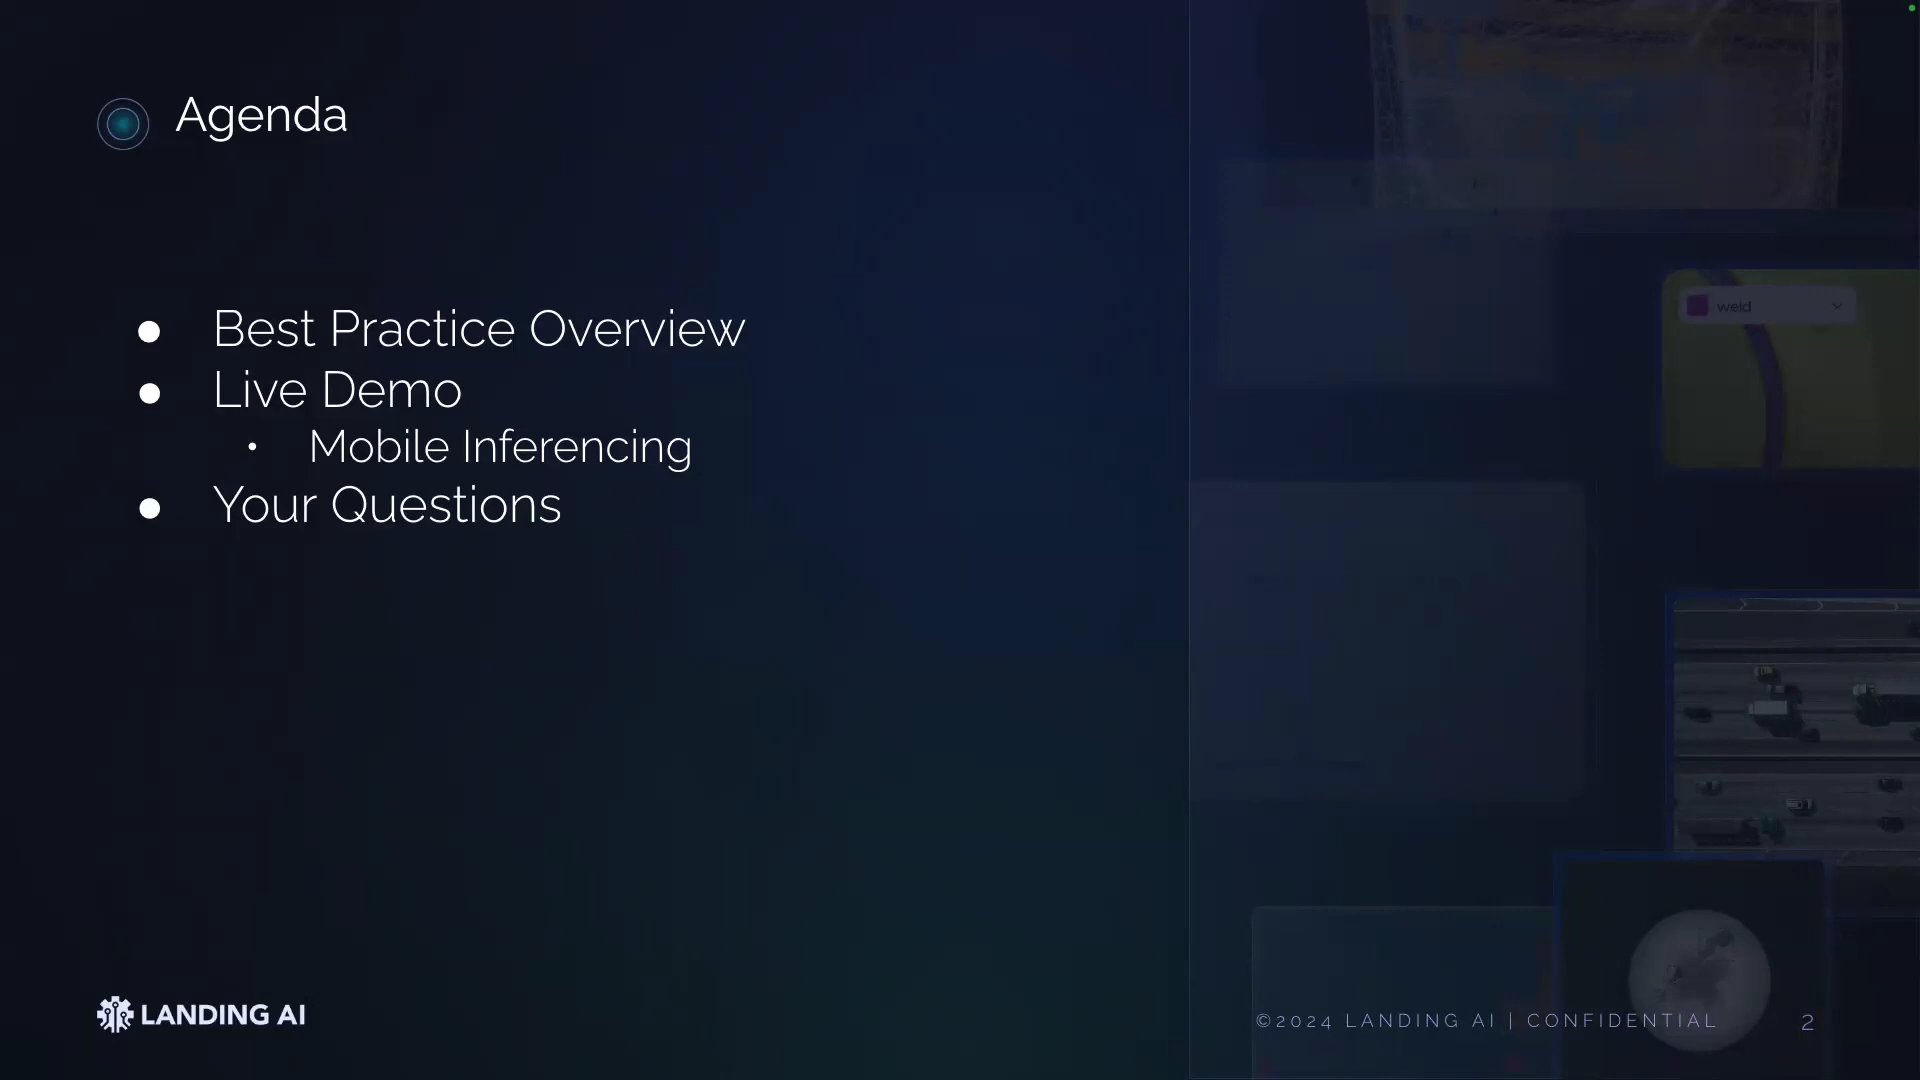 Agenda
● Best Practice Overview
● Live Demo
• Mobile Inferencing
● Your Questions
weld
LANDING AI
©2024 LANDING AI | CONFIDENTIAL
2